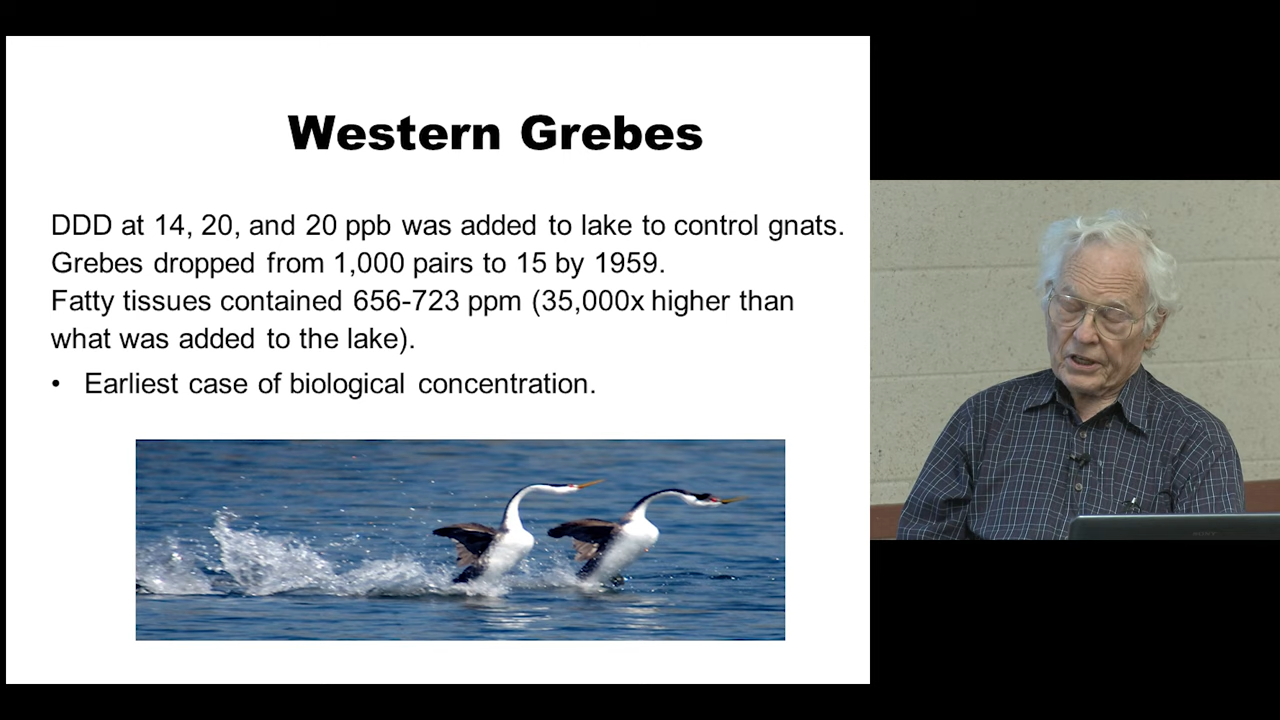 Western Grebes
DDD at 14, 20, and 20 ppb was added to lake to control gnats.
Grebes dropped from 1,000 pairs to 15 by 1959.
Fatty tissues contained 656-723 ppm (35,000x higher than
what was added to the lake).
• Earliest case of biological concentration.
SONY